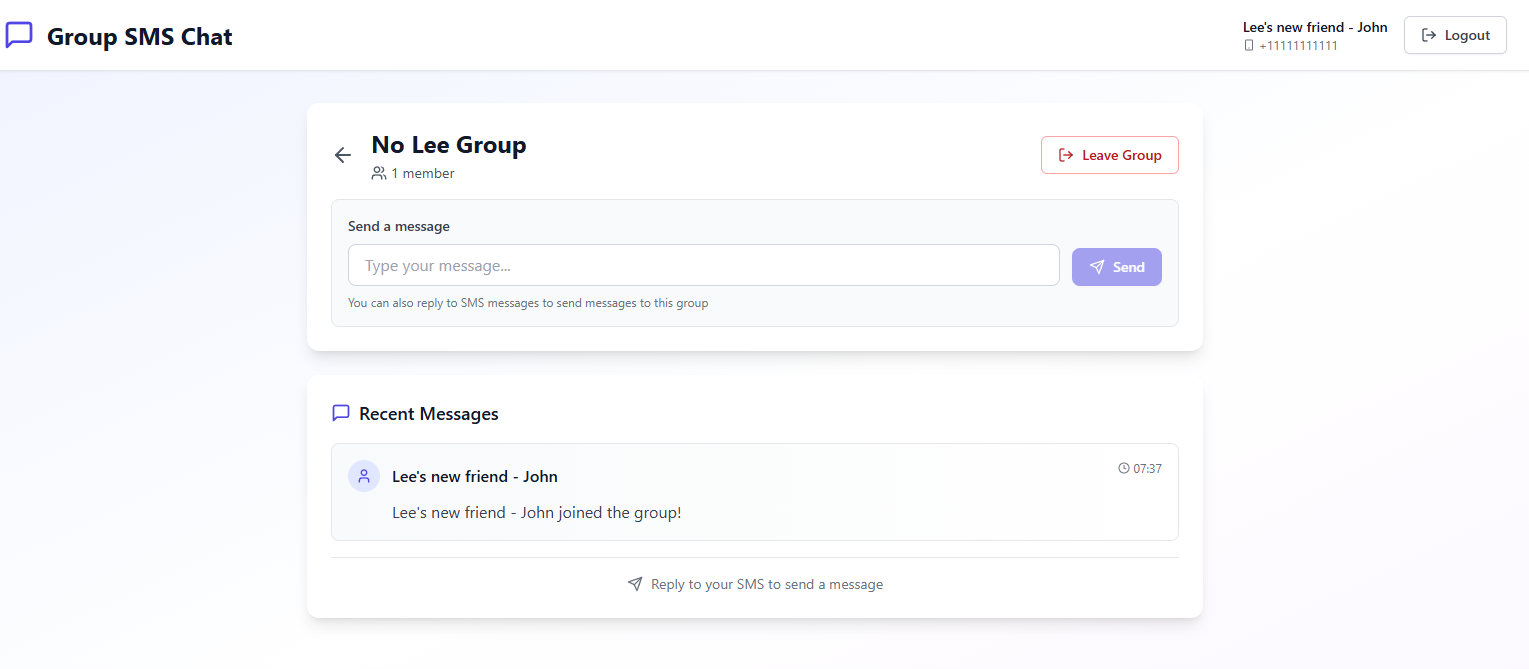 Group SMS Chat
Lee's new friend - John
+11111111111
Logout
No Lee Group
1 member
Leave Group
Send a message
Type your message...
Send
You can also reply to SMS messages to send messages to this group
Recent Messages
Lee's new friend - John
07:37
Lee's new friend - John joined the group!
Reply to your SMS to send a message